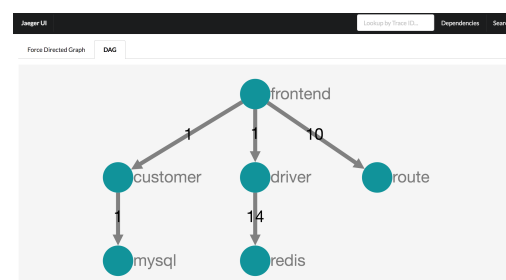 Jaeger UI
Lookup by Trace ID...
Dependencies
Force Directed Graph
DAG
frontend
1
1
10
customer
driver
route
1
14
mysql
redis